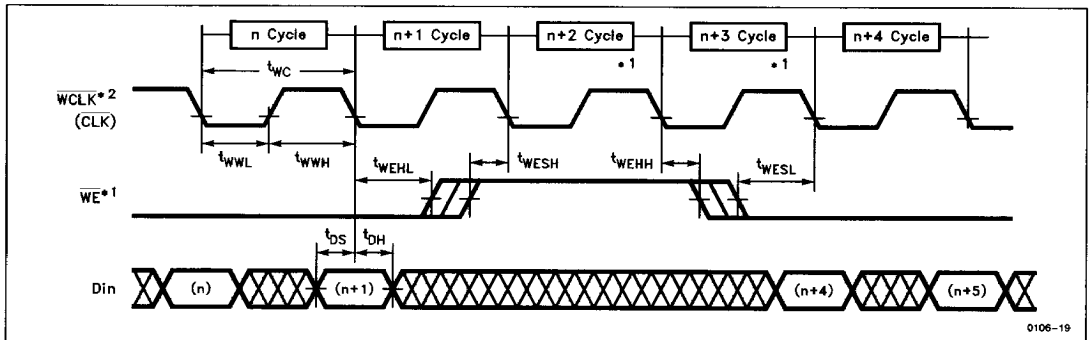 n Cycle n+1 Cycle n+2 Cycle n+3 Cycle n+4 Cycle
*1 *1
tWC
WCLK*2
(CLK)
tWWL tWWH tWEHL tWESH tWEHH tWESL
WE*1
tDS tDH
Din (n) (n+1) (n+4) (n+5)
0106-19